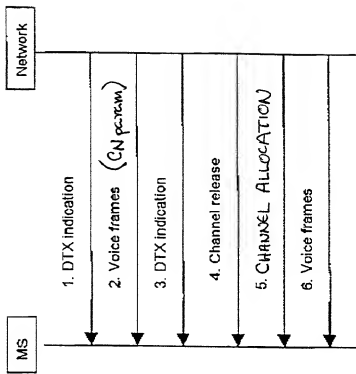 MS
Network
1. DTX indication
2. Voice frames (CN param)
3. DTX indication
4. Channel release
5. CHANNEL ALLOCATION
6. Voice frames